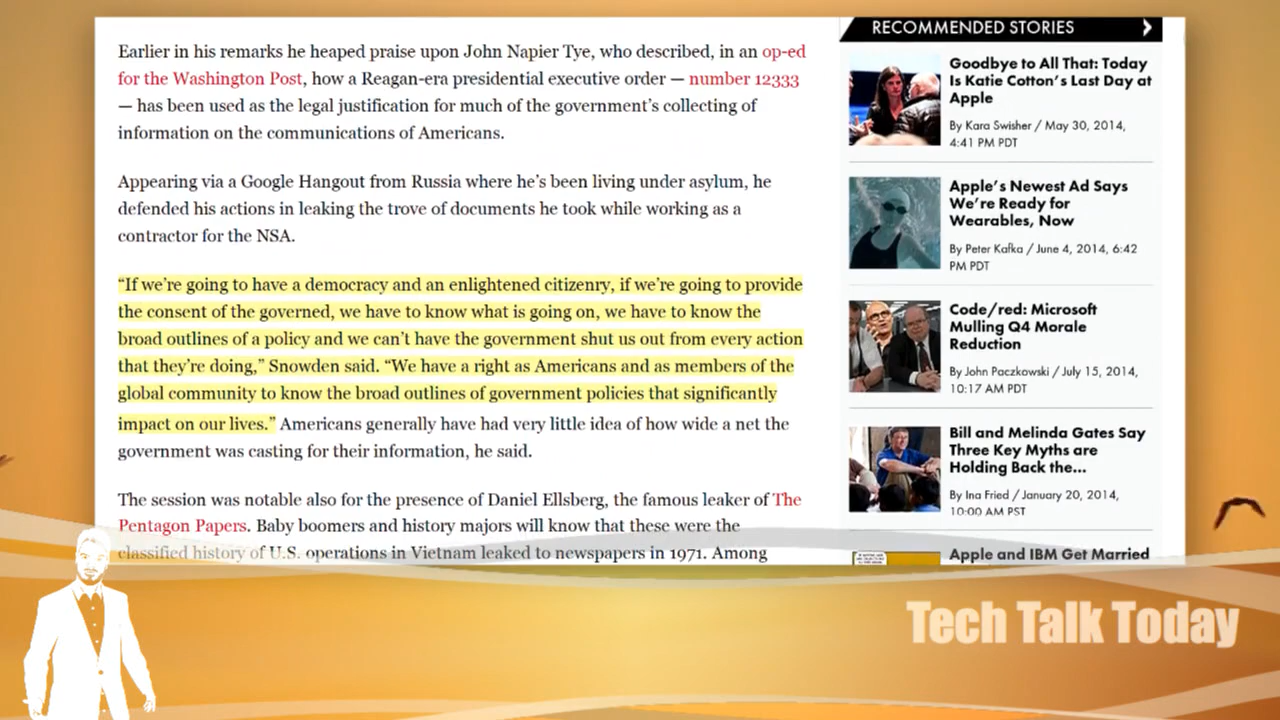 Earlier in his remarks he heaped praise upon John Napier Tye, who described, in an op-ed
for the Washington Post, how a Reagan-era presidential executive order — number 12333
— has been used as the legal justification for much of the government's collecting of
information on the communications of Americans.
Appearing via a Google Hangout from Russia where he's been living under asylum, he
defended his actions in leaking the trove of documents he took while working as a
contractor for the NSA.
“If we're going to have a democracy and an enlightened citizenry, if we're going to provide
the consent of the governed, we have to know what is going on, we have to know the
broad outlines of a policy and we can't have the government shut us out from every action
that they're doing,” Snowden said. “We have a right as Americans and as members of the
global community to know the broad outlines of government policies that significantly
impact on our lives.” Americans generally have had very little idea of how wide a net the
government was casting for their information, he said.
The session was notable also for the presence of Daniel Ellsberg, the famous leaker of The
Pentagon Papers. Baby boomers and history majors will know that these were the
classified history of U.S. operations in Vietnam leaked to newspapers in 1971. Among
RECOMMENDED STORIES
Goodbye to All That: Today
Is Katie Cotton's Last Day at
Apple
By Kara Swisher / May 30, 2014,
4:41 PM PDT
Apple's Newest Ad Says
We're Ready for
Wearables, Now
By Peter Kafka / June 4, 2014, 6:42
PM PDT
Code/red: Microsoft
Mulling Q4 Morale
Reduction
By John Paczkowski / July 15, 2014,
10:17 AM PDT
Bill and Melinda Gates Say
Three Key Myths are
Holding Back the...
By Ina Fried / January 20, 2014,
10:00 AM PST
Apple and IBM Get Married
Tech Talk Today